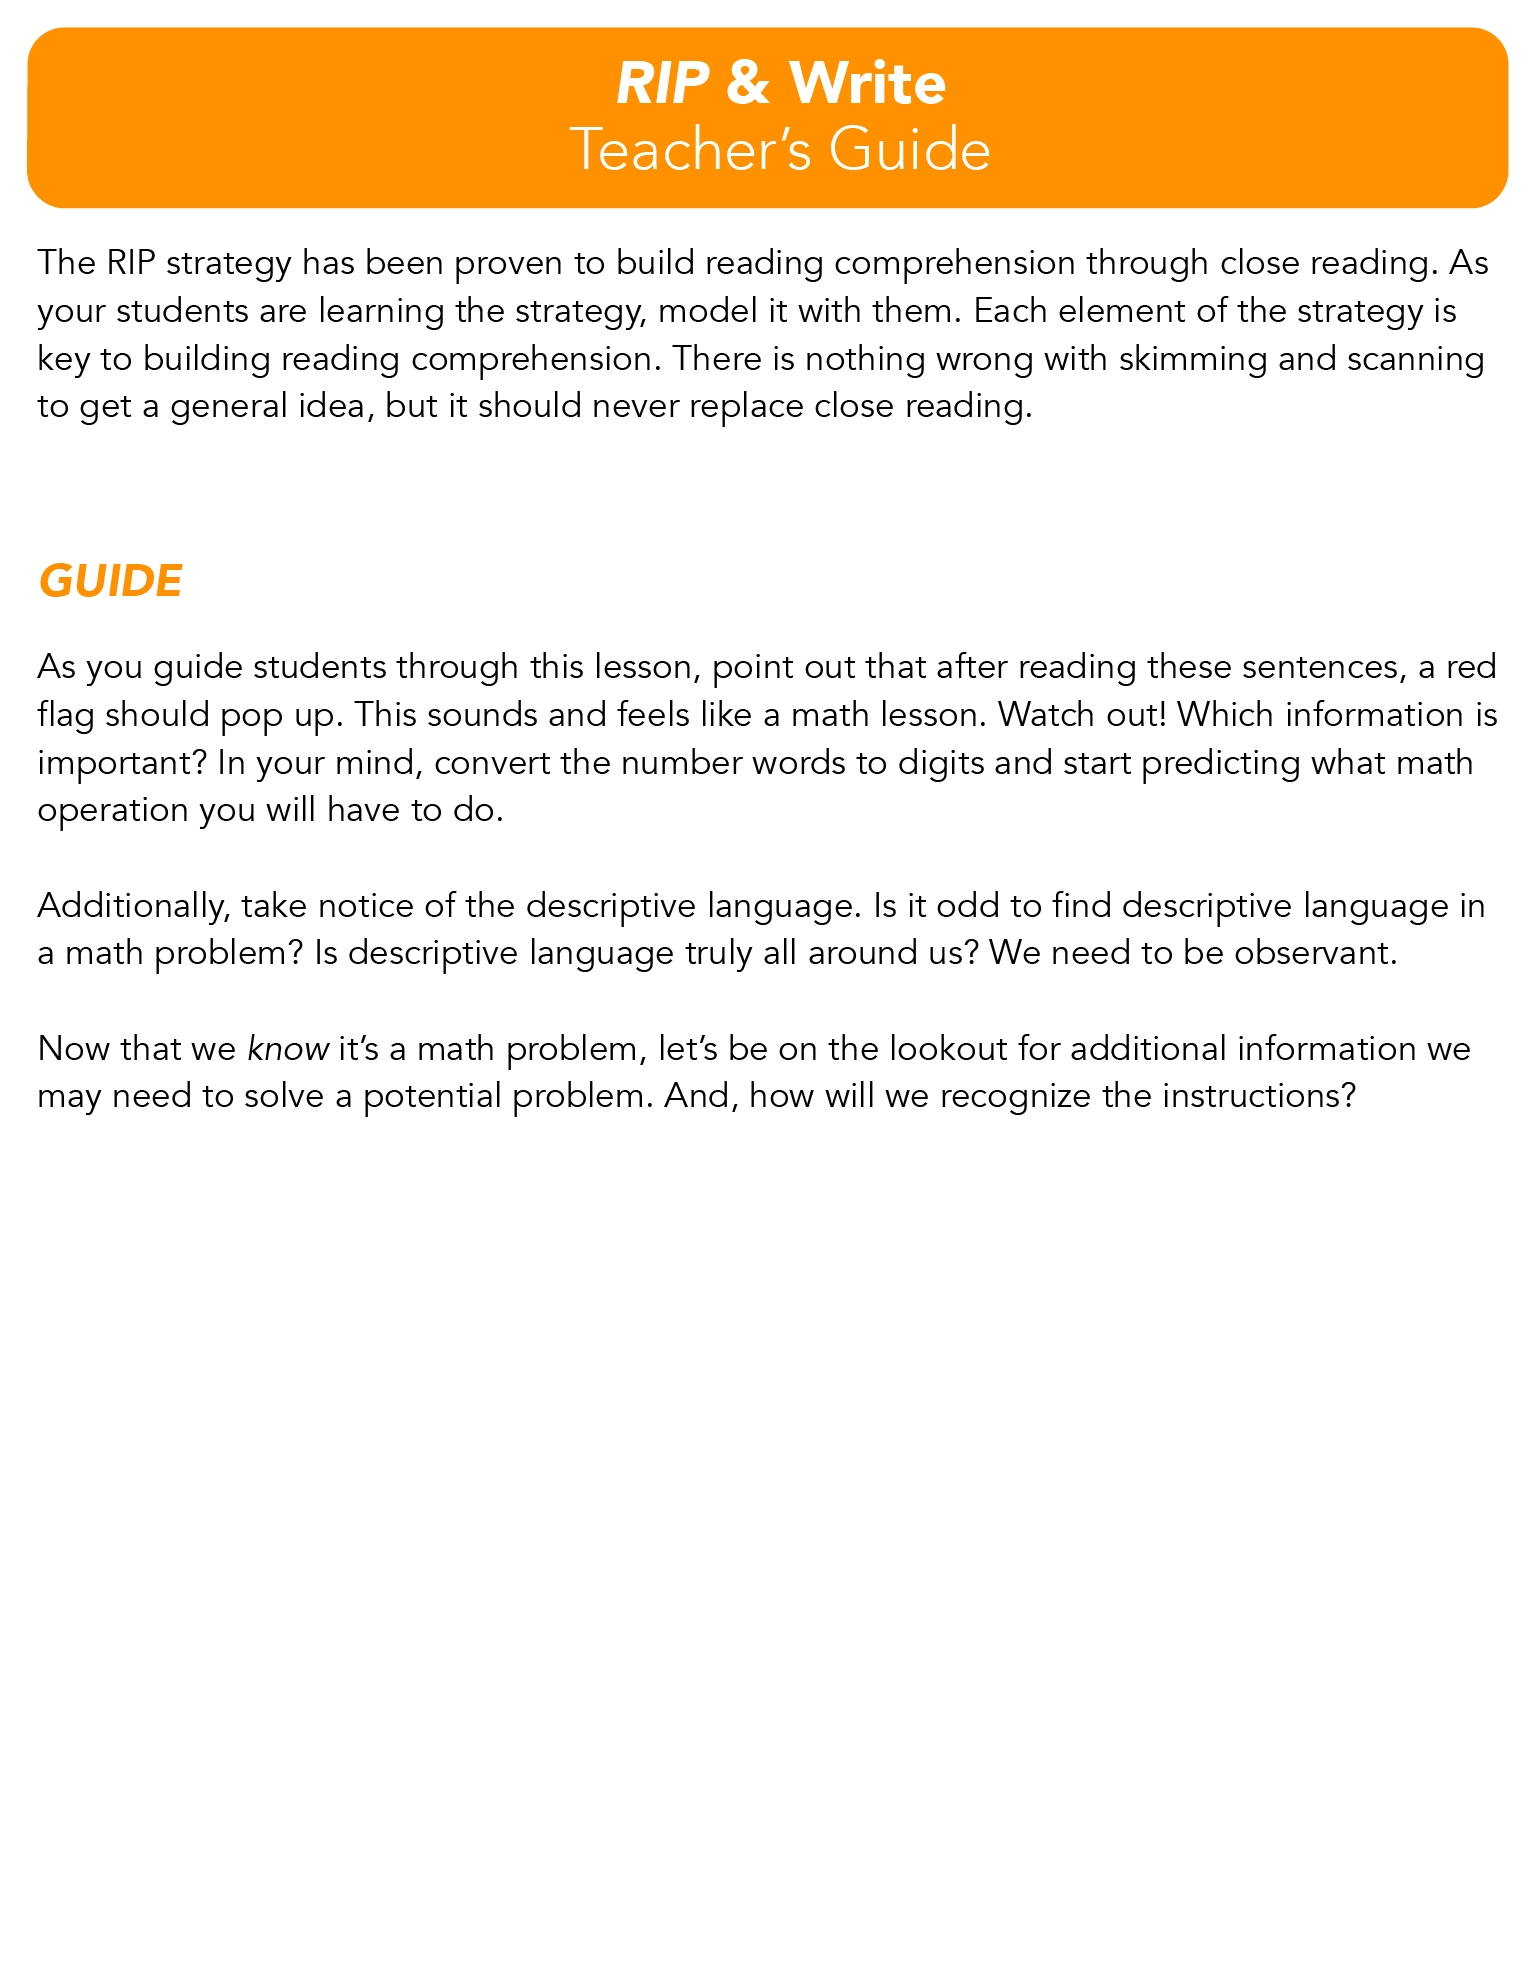 RIP & Write
Teacher’s Guide
The RIP strategy has been proven to build reading comprehension through close reading. As
your students are learning the strategy, model it with them. Each element of the strategy is
key to building reading comprehension. There is nothing wrong with skimming and scanning
to get a general idea, but it should never replace close reading.
GUIDE
As you guide students through this lesson, point out that after reading these sentences, a red
flag should pop up. This sounds and feels like a math lesson. Watch out! Which information is
important? In your mind, convert the number words to digits and start predicting what math
operation you will have to do.
Additionally, take notice of the descriptive language. Is it odd to find descriptive language in
a math problem? Is descriptive language truly all around us? We need to be observant.
Now that we know it’s a math problem, let’s be on the lookout for additional information we
may need to solve a potential problem. And, how will we recognize the instructions?